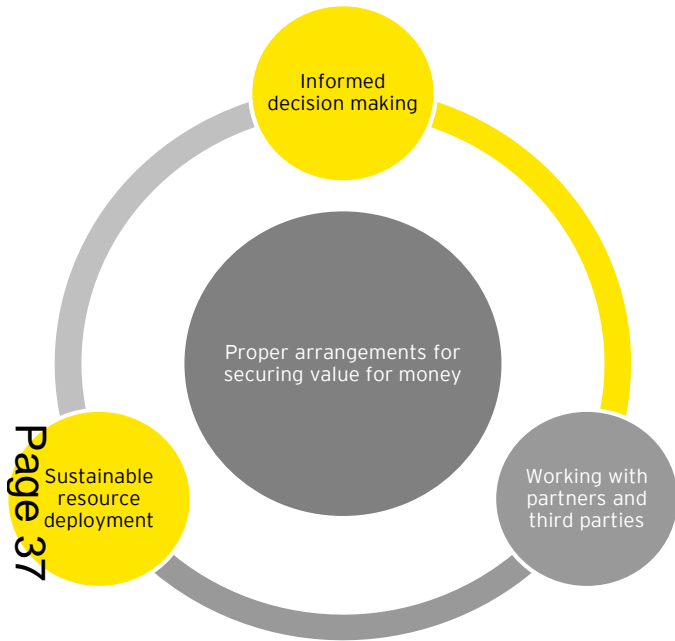 Informed
decision making
Proper arrangements for
securing value for money
Sustainable
resource
deployment
Working with
partners and
third parties
Page 37